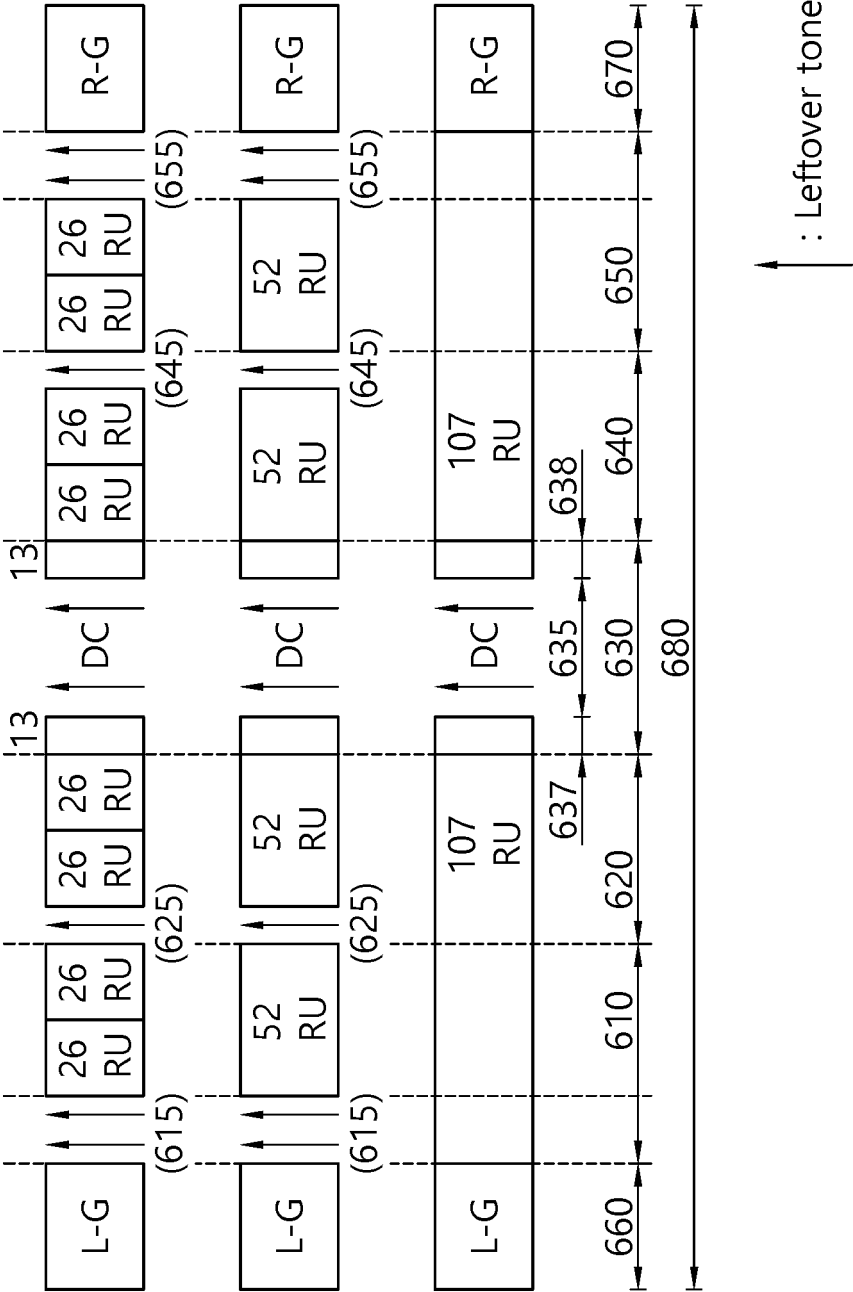 13
13
L-G
26
RU
26
RU
26
RU
26
RU
DC
26
RU
26
RU
26
RU
26
RU
R-G
(615)
(625)
(645)
(655)
L-G
52
RU
52
RU
DC
52
RU
52
RU
R-G
(615)
(625)
(645)
(655)
L-G
107
RU
DC
107
RU
R-G
637
635
638
660
610
620
630
640
650
670
680
: Leftover tone